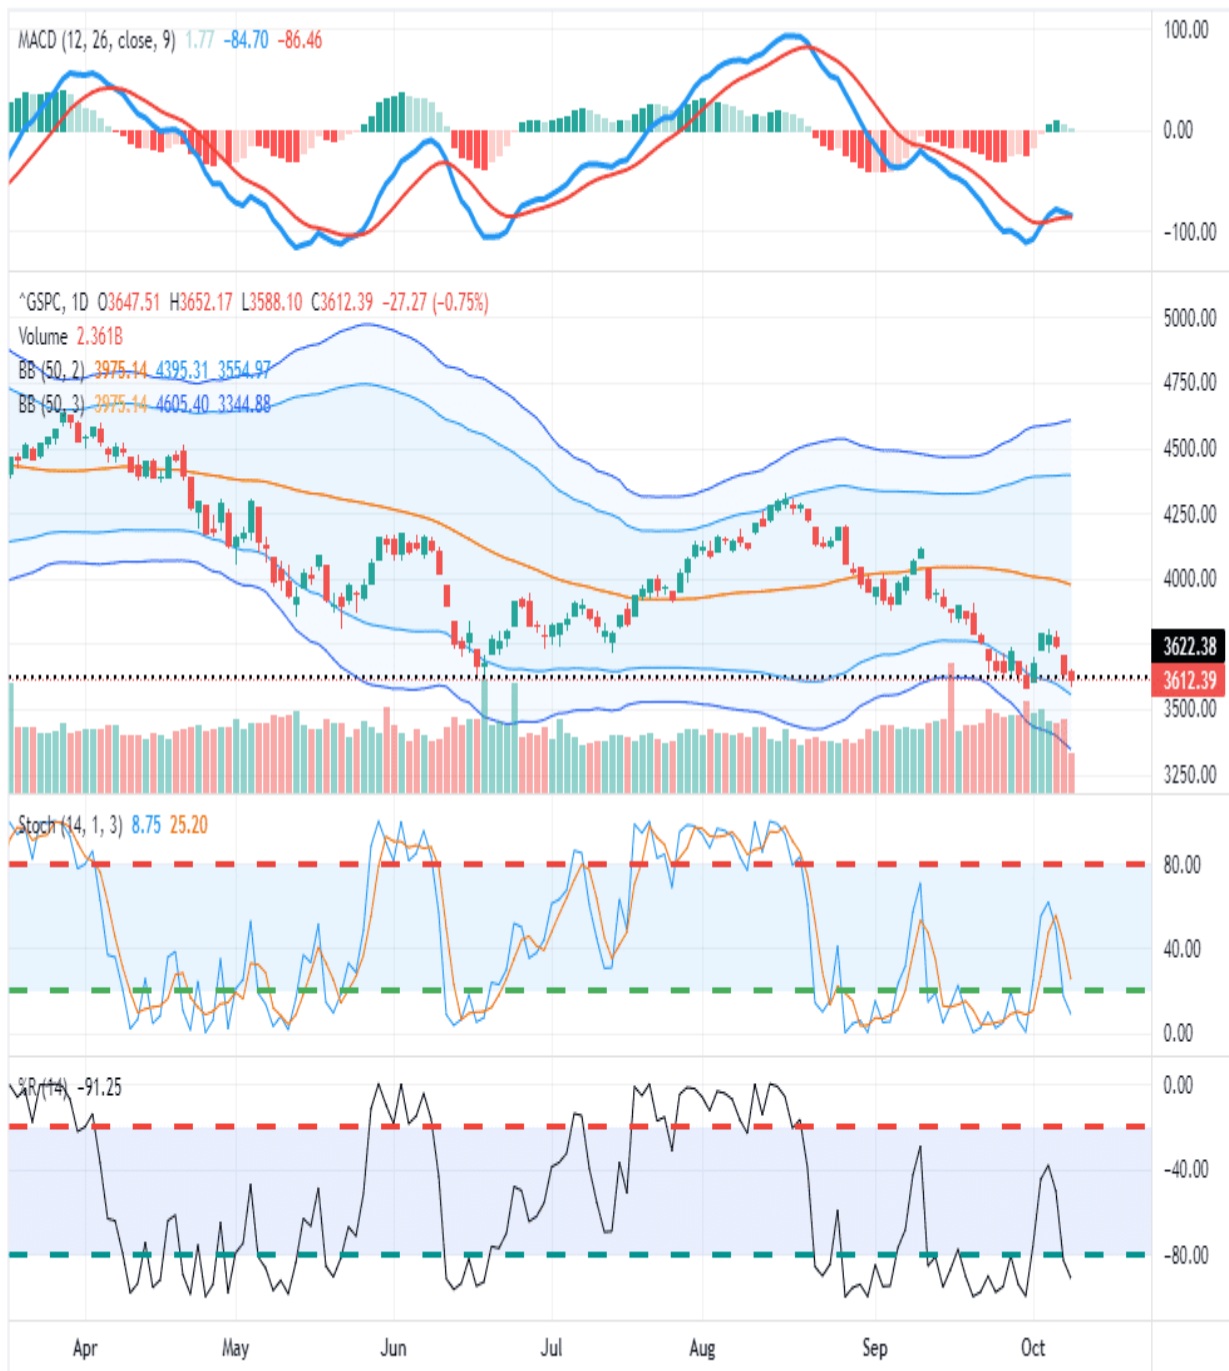 MACD (12, 26, close, 9) 1.77 −84.70 −86.46
100.00
0.00
−100.00
^GSPC, 1D O3647.51 H3652.17 L3588.10 C3612.39 −27.27 (−0.75%)
Volume 2.361B
BB (50, 2) 3975.14 4395.31 3554.97
BB (50, 3) 3975.14 4605.40 3344.88
5000.00
4750.00
4500.00
4250.00
4000.00
3622.38
3612.39
3500.00
3250.00
Stoch (14, 1, 3) 8.75 25.20
80.00
40.00
0.00
%R (14) −91.25
0.00
−40.00
−80.00
Apr May Jun Jul Aug Sep Oct